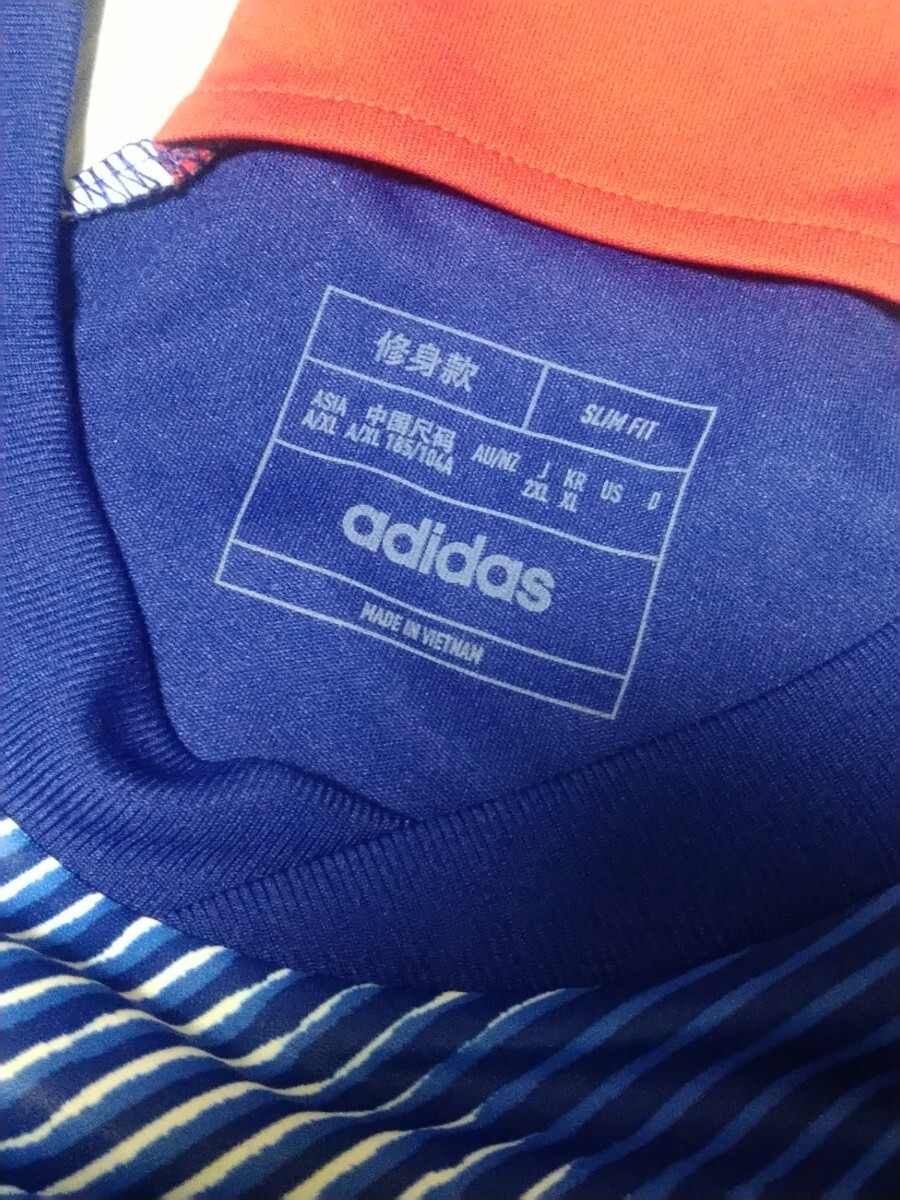 修身款 SLIM FIT
ASIA 中国尺码 AU/NZ J KR US D
A/XL A/XL 185/104A 2XL XL
adidas
MADE IN VIETNAM